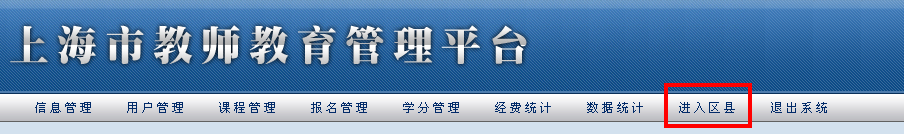 上海市教师教育管理平台
信息管理 用户管理 课程管理 报名管理 学分管理 经费统计 数据统计 进入区县 退出系统